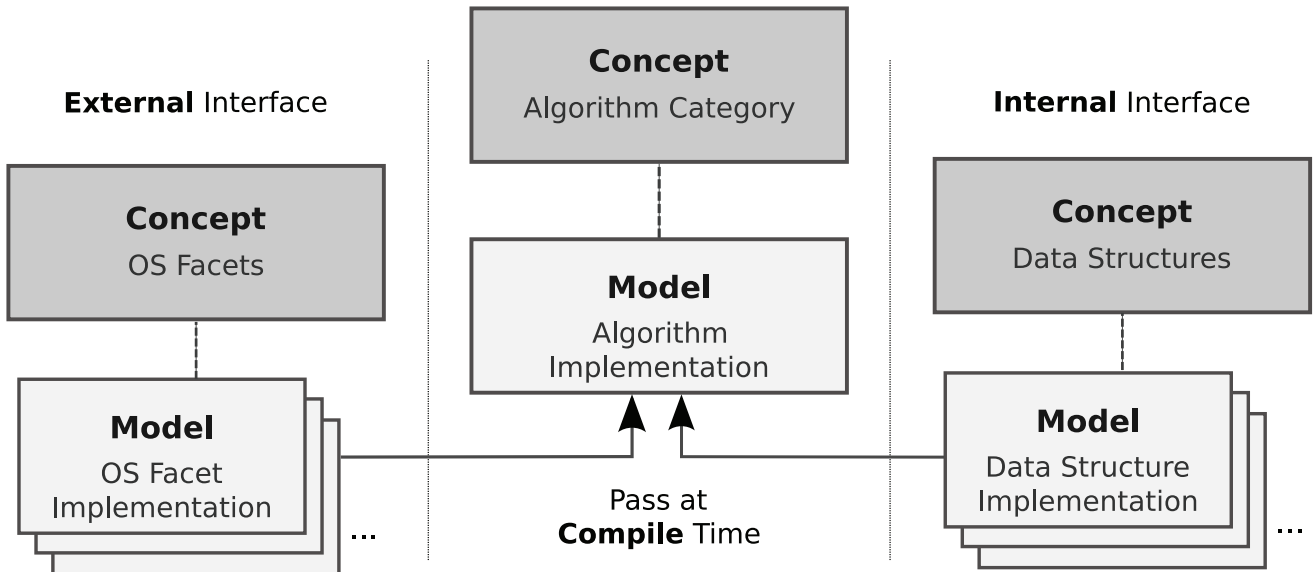 External Interface
Concept
OS Facets
Model
OS Facet
Implementation
...
Concept
Algorithm Category
Model
Algorithm
Implementation
Pass at
Compile Time
Internal Interface
Concept
Data Structures
Model
Data Structure
Implementation
...